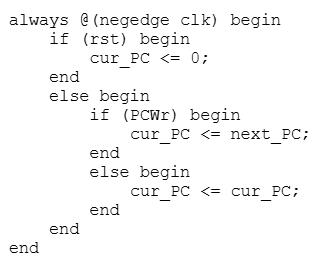 always @(negedge clk) begin
    if (rst) begin
        cur_PC <= 0;
    end
    else begin
        if (PCWr) begin
            cur_PC <= next_PC;
        end
        else begin
            cur_PC <= cur_PC;
        end
    end
end